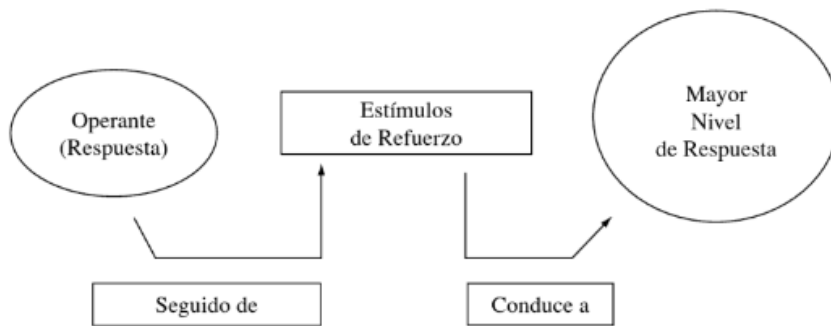 Operante
(Respuesta)
Estímulos
de Refuerzo
Mayor
Nivel
de Respuesta
Seguido de
Conduce a